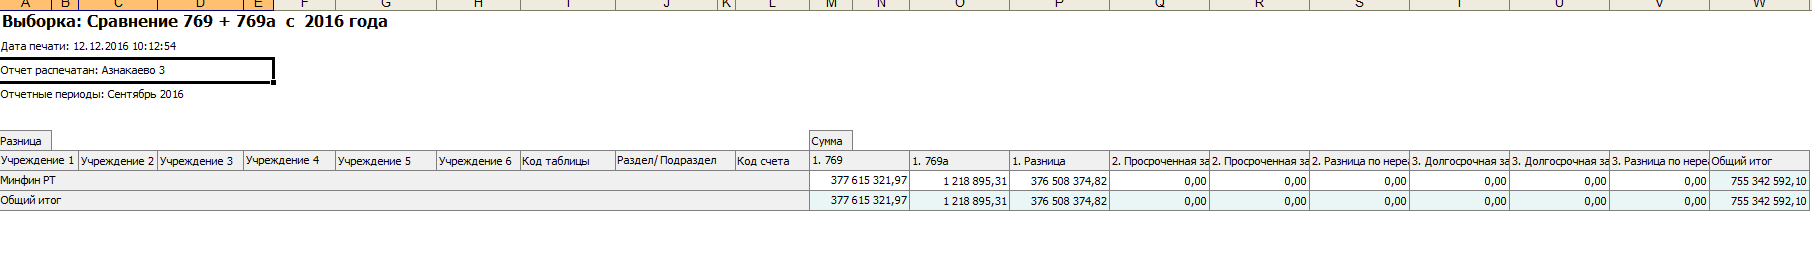 A B C D E F G H I J K L M N O P Q R S T U V W
Выборка: Сравнение 769 + 769а с 2016 года
Дата печати: 12.12.2016 10:12:54
Отчет распечатан: Азнакаево 3
Отчетные периоды: Сентябрь 2016
Разница Сумма
Учреждение 1 Учреждение 2 Учреждение 3 Учреждение 4 Учреждение 5 Учреждение 6 Код таблицы Раздел/Подраздел Код счета 1. 769 1. 769а 1. Разница 2. Просроченная за 2. Просроченная за 2. Разница по нереа 3. Долгосрочная за 3. Долгосрочная за 3. Разница по нереа Общий итог
Минфин РТ 377 615 321,97 1 218 895,31 376 508 374,82 0,00 0,00 0,00 0,00 0,00 0,00 755 342 592,10
Общий итог 377 615 321,97 1 218 895,31 376 508 374,82 0,00 0,00 0,00 0,00 0,00 0,00 755 342 592,10